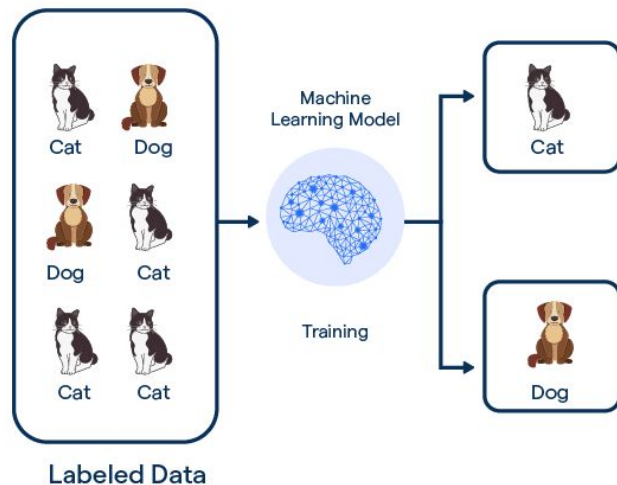 Cat Dog
Dog Cat
Cat Cat
Labeled Data
Machine
Learning Model
Training
Cat
Dog